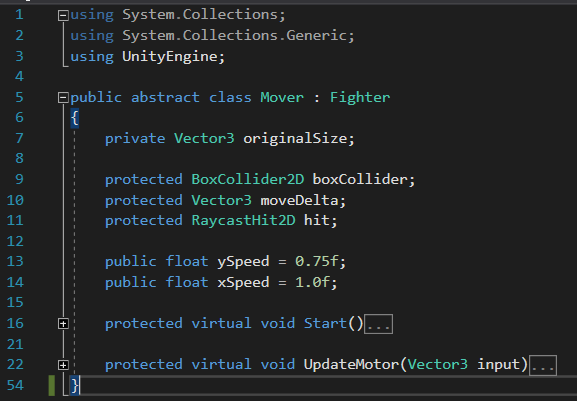 1 using System.Collections;
2 using System.Collections.Generic;
3 using UnityEngine;
4
5 public abstract class Mover : Fighter
6 {
7 private Vector3 originalSize;
8
9 protected BoxCollider2D boxCollider;
10 protected Vector3 moveDelta;
11 protected RaycastHit2D hit;
12
13 public float ySpeed = 0.75f;
14 public float xSpeed = 1.0f;
15
16 protected virtual void Start()...
21
22 protected virtual void UpdateMotor(Vector3 input)...
54 }